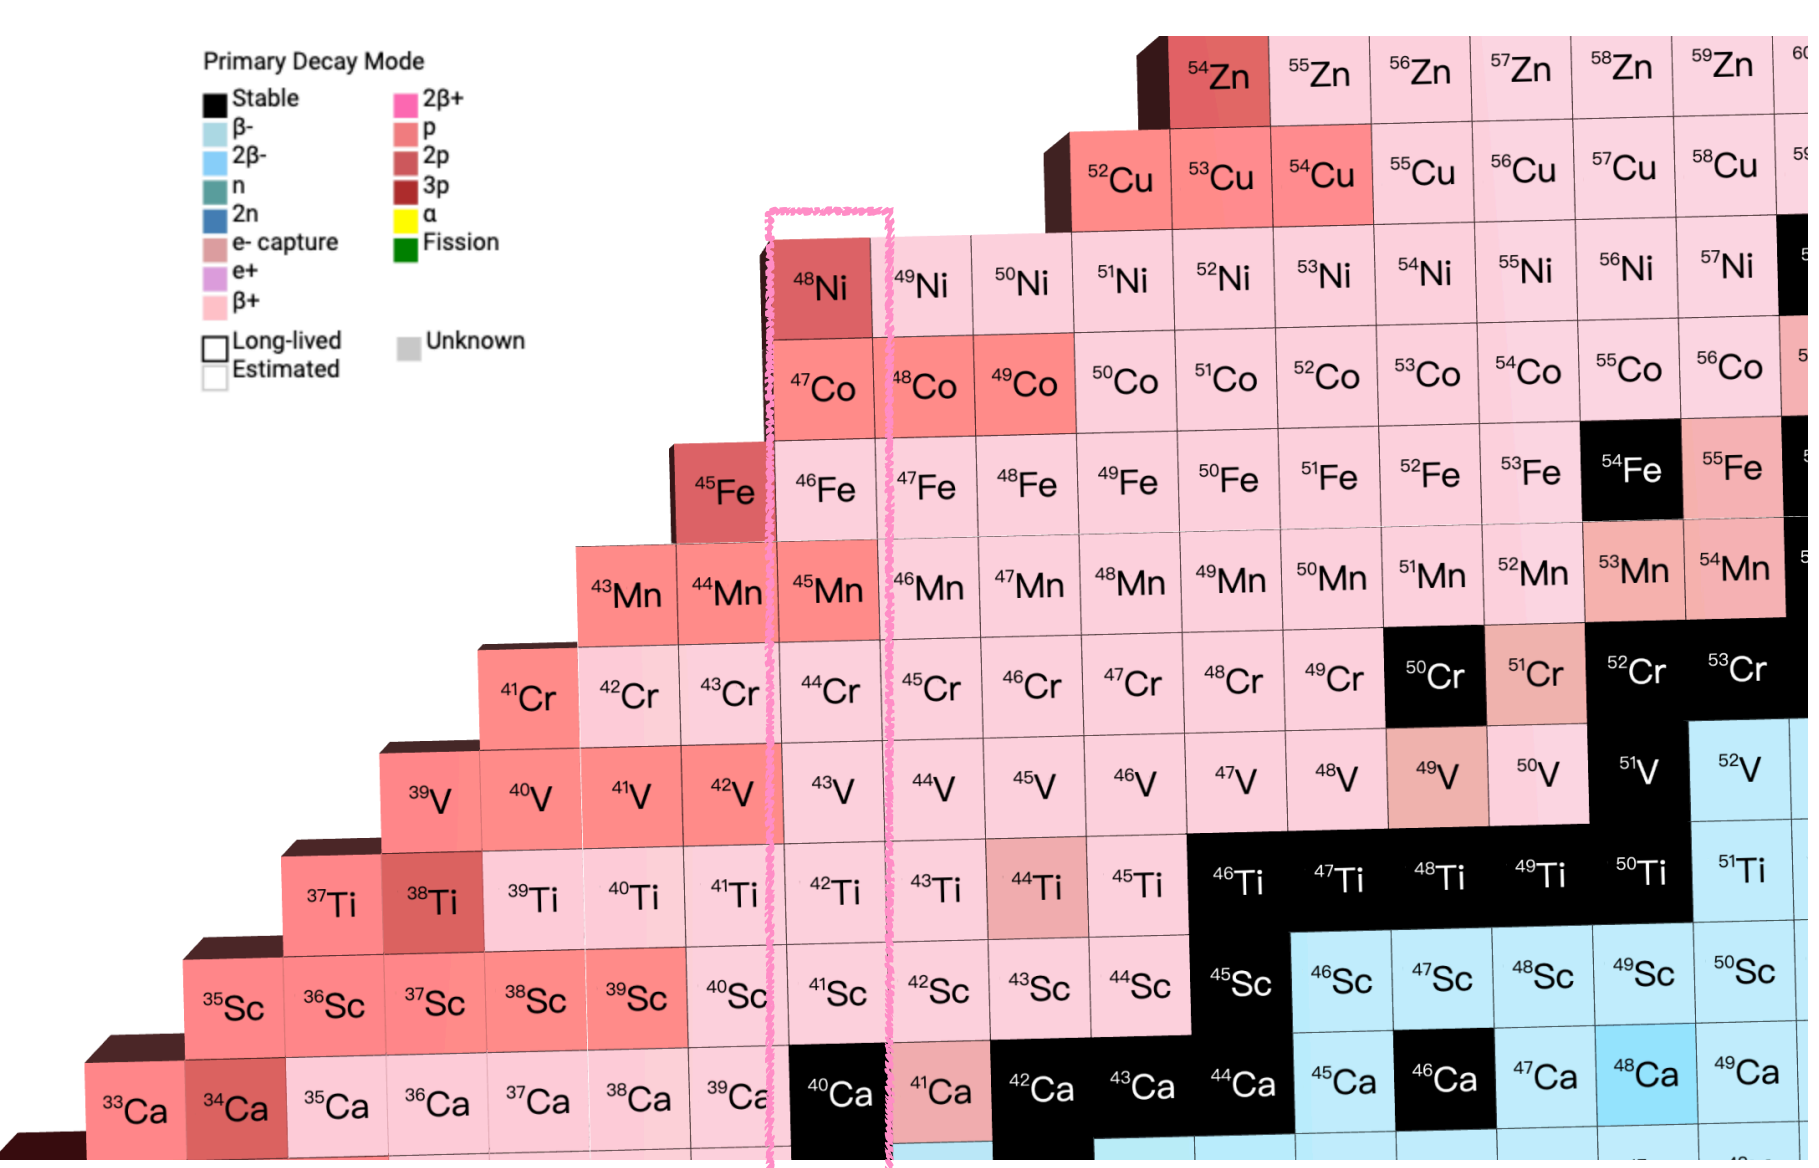 Primary Decay Mode
Stable
β-
2β-
n
2n
e- capture
e+
β+
2β+
p
2p
3p
α
Fission
Long-lived
Estimated
Unknown
54Zn 55Zn 56Zn 57Zn 58Zn 59Zn 60
52Cu 53Cu 54Cu 55Cu 56Cu 57Cu 58Cu 59
48Ni 49Ni 50Ni 51Ni 52Ni 53Ni 54Ni 55Ni 56Ni 57Ni 5
47Co 48Co 49Co 50Co 51Co 52Co 53Co 54Co 55Co 56Co 5
45Fe 46Fe 47Fe 48Fe 49Fe 50Fe 51Fe 52Fe 53Fe 54Fe 55Fe 5
43Mn 44Mn 45Mn 46Mn 47Mn 48Mn 49Mn 50Mn 51Mn 52Mn 53Mn 54Mn 5
41Cr 42Cr 43Cr 44Cr 45Cr 46Cr 47Cr 48Cr 49Cr 50Cr 51Cr 52Cr 53Cr
39V 40V 41V 42V 43V 44V 45V 46V 47V 48V 49V 50V 51V 52V
37Ti 38Ti 39Ti 40Ti 41Ti 42Ti 43Ti 44Ti 45Ti 46Ti 47Ti 48Ti 49Ti 50Ti 51Ti
35Sc 36Sc 37Sc 38Sc 39Sc 40Sc 41Sc 42Sc 43Sc 44Sc 45Sc 46Sc 47Sc 48Sc 49Sc 50Sc
33Ca 34Ca 35Ca 36Ca 37Ca 38Ca 39Ca 40Ca 41Ca 42Ca 43Ca 44Ca 45Ca 46Ca 47Ca 48Ca 49Ca